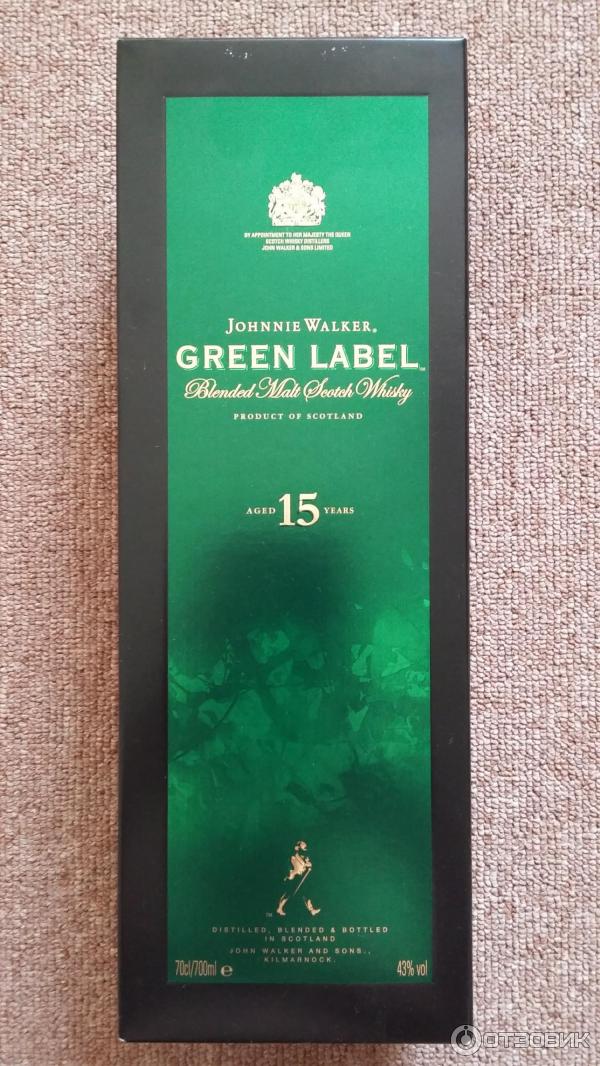 BY APPOINTMENT TO HER MAJESTY THE QUEEN
SCOTCH WHISKY DISTILLERS
JOHN WALKER & SONS LIMITED
JOHNNIE WALKER®
GREEN LABEL™
Blended Malt Scotch Whisky
PRODUCT OF SCOTLAND
AGED 15 YEARS
™
DISTILLED, BLENDED & BOTTLED
IN SCOTLAND
JOHN WALKER AND SONS.,
KILMARNOCK.
70cl/700ml e
43% vol
ОТЗОВИК